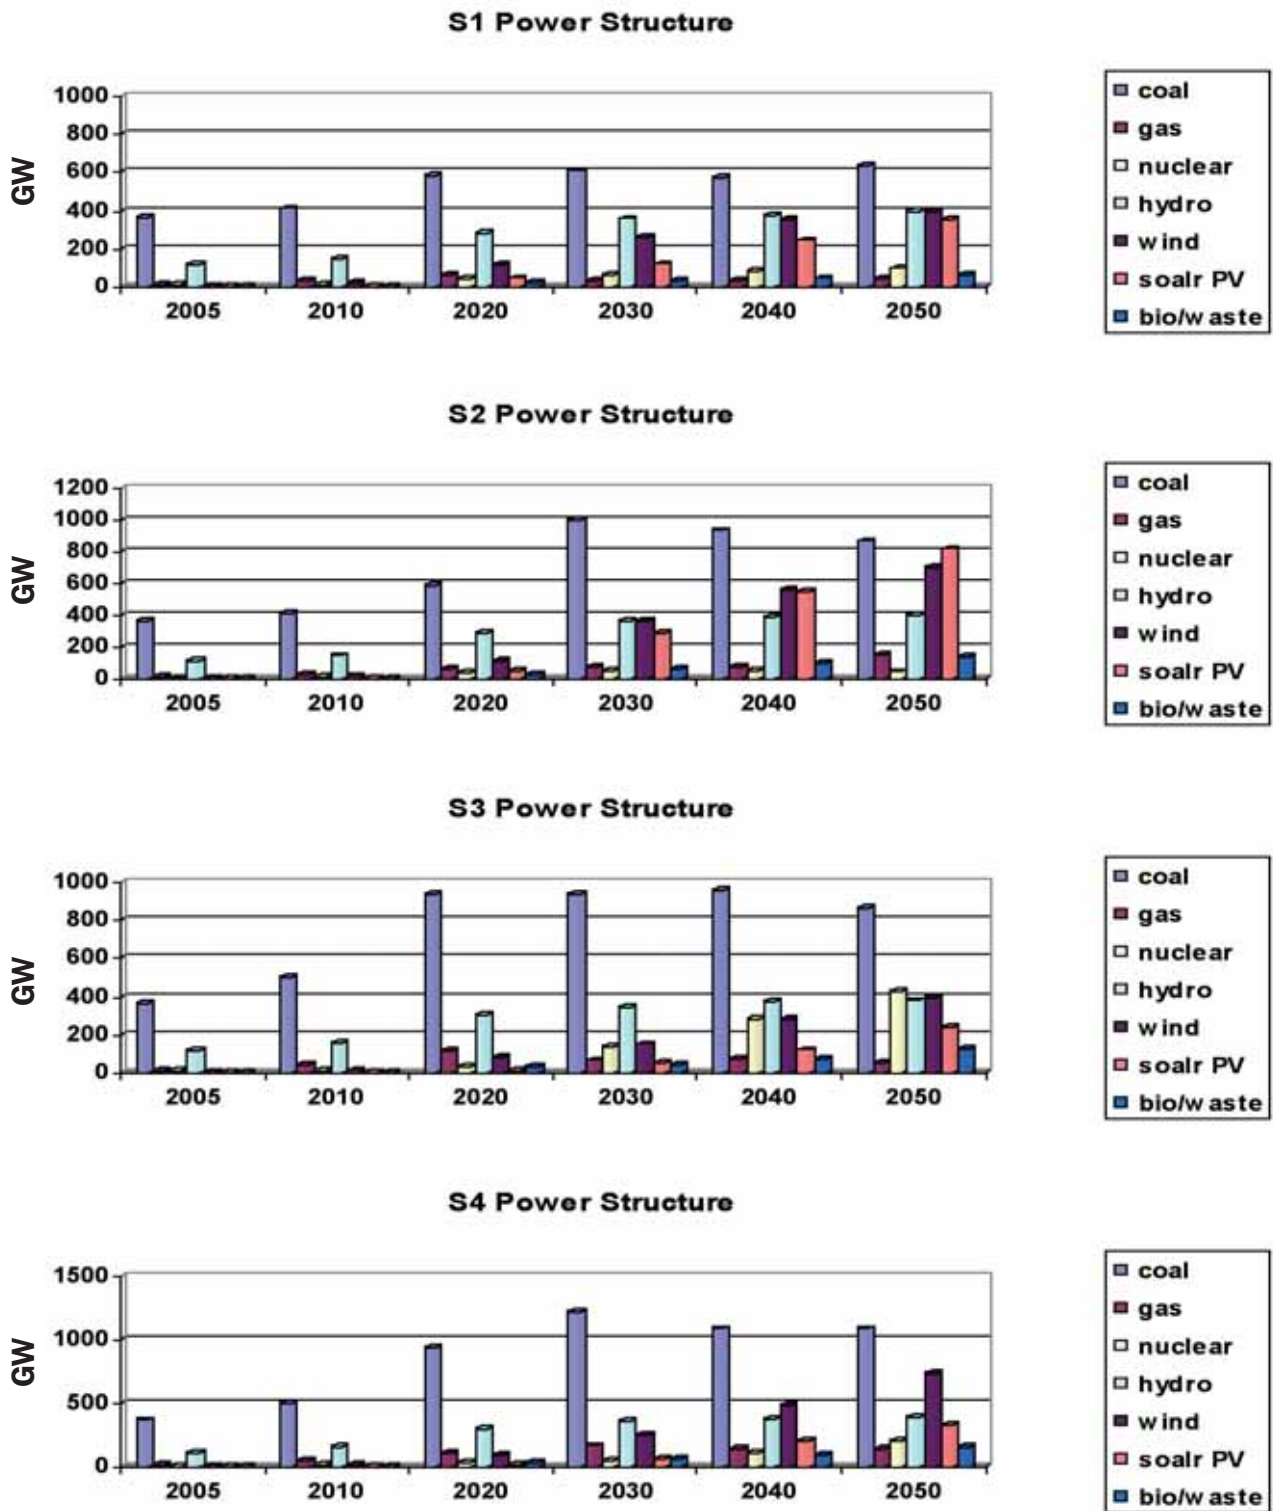 S1 Power Structure
GW
1000
800
600
400
200
0
2005 2010 2020 2030 2040 2050
coal
gas
nuclear
hydro
wind
soalr PV
bio/waste
S2 Power Structure
GW
1200
1000
800
600
400
200
0
2005 2010 2020 2030 2040 2050
coal
gas
nuclear
hydro
wind
soalr PV
bio/waste
S3 Power Structure
GW
1000
800
600
400
200
0
2005 2010 2020 2030 2040 2050
coal
gas
nuclear
hydro
wind
soalr PV
bio/waste
S4 Power Structure
GW
1500
1000
500
0
2005 2010 2020 2030 2040 2050
coal
gas
nuclear
hydro
wind
soalr PV
bio/waste